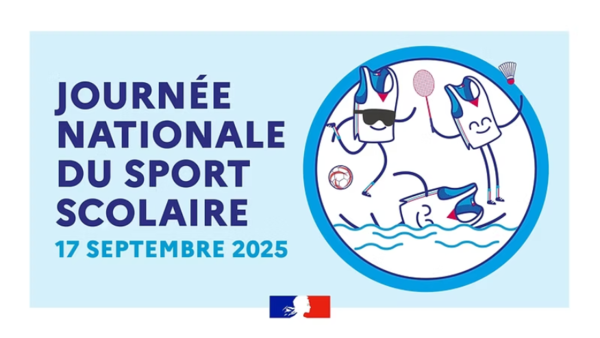 JOURNÉE
NATIONALE
DU SPORT
SCOLAIRE
17 SEPTEMBRE 2025